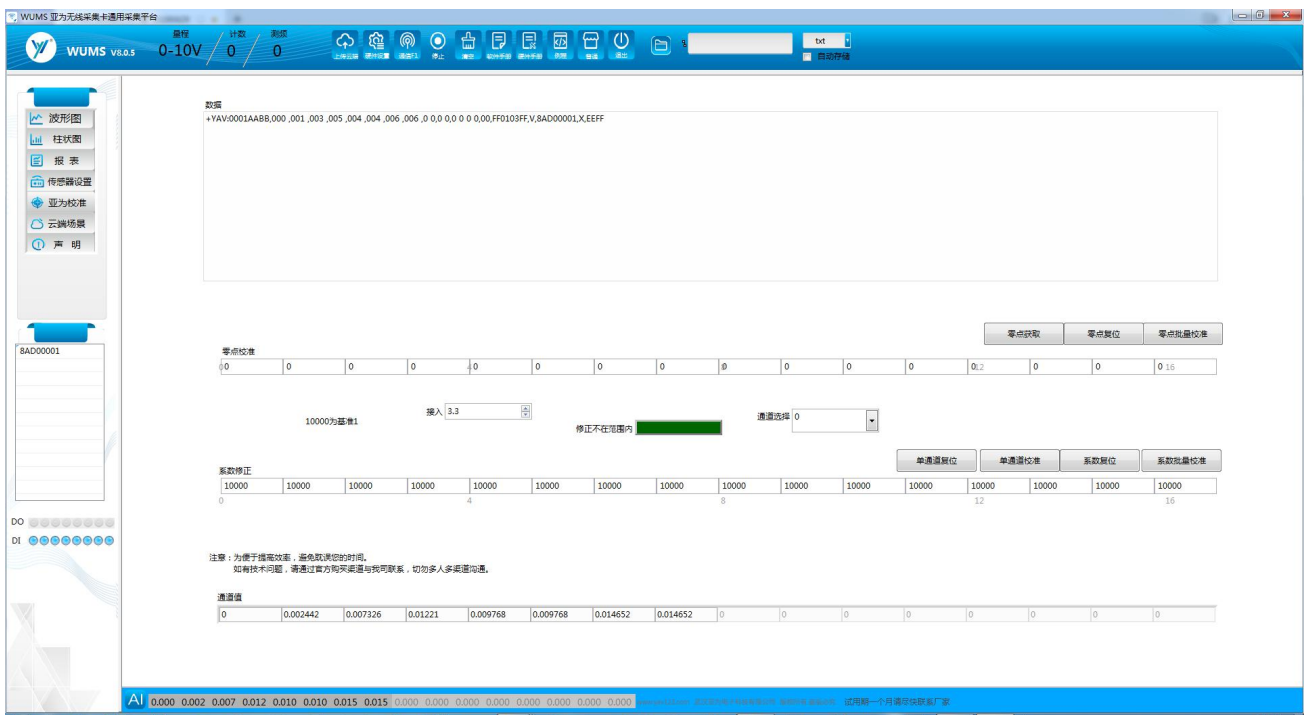 WUMS 亚为无线采集卡通用采集平台
WUMS V8.0.5
量程 计数 测频
0-10V 0 0
上传云端 硬件设置 通信F1 停止 清空 软件手册 硬件手册 例程 商铺 退出
txt
自动存储
波形图
柱状图
报 表
传感器设置
亚为校准
云端场景
声 明
8AD00001
DO
DI
数据
+YAV:0001AABB,000 ,001 ,003 ,005 ,004 ,004 ,006 ,006 ,0 0,0 0,0 0 0 0,00,FF0103FF,V,8AD00001,X,EEFF
零点获取 零点复位 零点批量校准
零点校准
0 0 0 0 0 0 0 0 0 0 0 0 0 0 0 0
12 16
10000为基准1
接入 3.3
修正不在范围内
通道选择 0
单通道复位 单通道校准 系数复位 系数批量校准
系数修正
10000 10000 10000 10000 10000 10000 10000 10000 10000 10000 10000 10000 10000 10000 10000 10000
0 4 8 12 16
注意：为便于提高效率，避免耽误您的时间。
如有技术问题，请通过官方购买渠道与我司联系，切勿多人多渠道沟通。
通道值
0 0.002442 0.007326 0.01221 0.009768 0.009768 0.014652 0.014652 0 0 0 0 0 0 0 0
AI 0.000 0.002 0.007 0.012 0.010 0.010 0.015 0.015 0.000 0.000 0.000 0.000 0.000 0.000 0.000 0.000
试用期一个月请尽快联系厂家